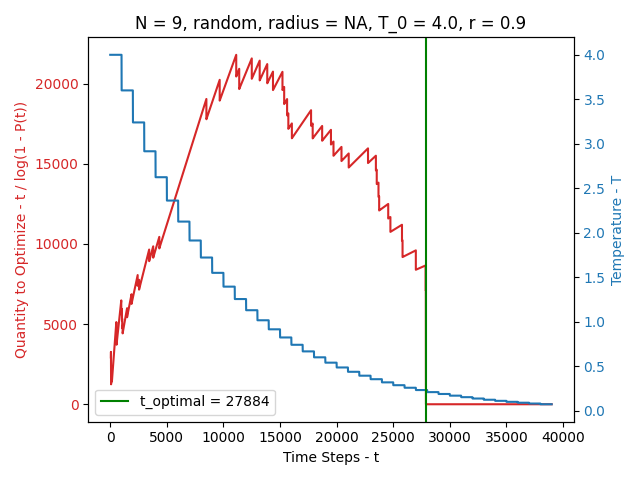 N = 9, random, radius = NA, T_0 = 4.0, r = 0.9
Quantity to Optimize - t / log(1 - P(t))
20000
15000
10000
5000
0
4.0
3.5
3.0
2.5
2.0
1.5
1.0
0.5
0.0
Temperature - T
t_optimal = 27884
0 5000 10000 15000 20000 25000 30000 35000 40000
Time Steps - t